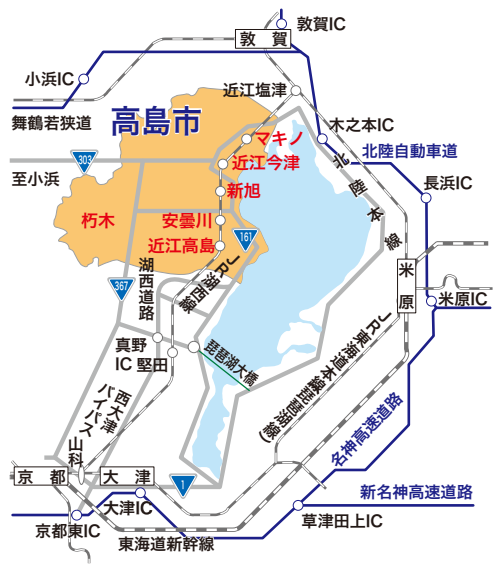 敦賀IC
敦賀
小浜IC
近江塩津
舞鶴若狭道
高島市
マキノ
木之本IC
北陸自動車道
303
近江今津
北陸本線
至小浜
新旭
長浜IC
朽木
安曇川
近江高島
161
湖西道路
JR湖西線
米原
367
米原IC
真野IC
堅田
琵琶湖大橋
JR東海道本線(琵琶湖線)
西大津バイパス
名神高速道路
山科
京都
大津
1
新名神高速道路
大津IC
京都東IC
草津田上IC
東海道新幹線